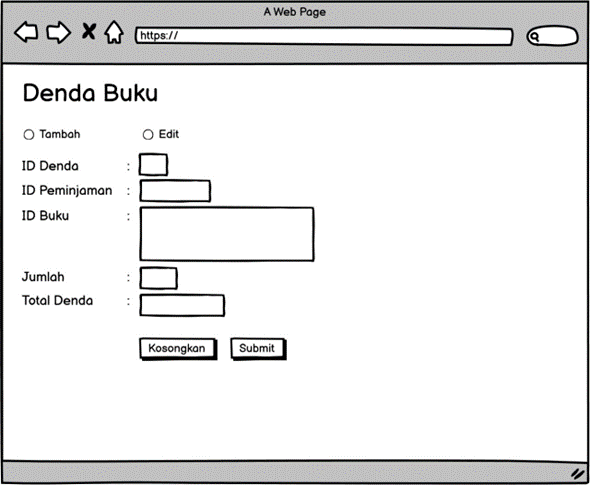 A Web Page
https://
Denda Buku
Tambah Edit
ID Denda :
ID Peminjaman :
ID Buku :
Jumlah :
Total Denda :
Kosongkan Submit